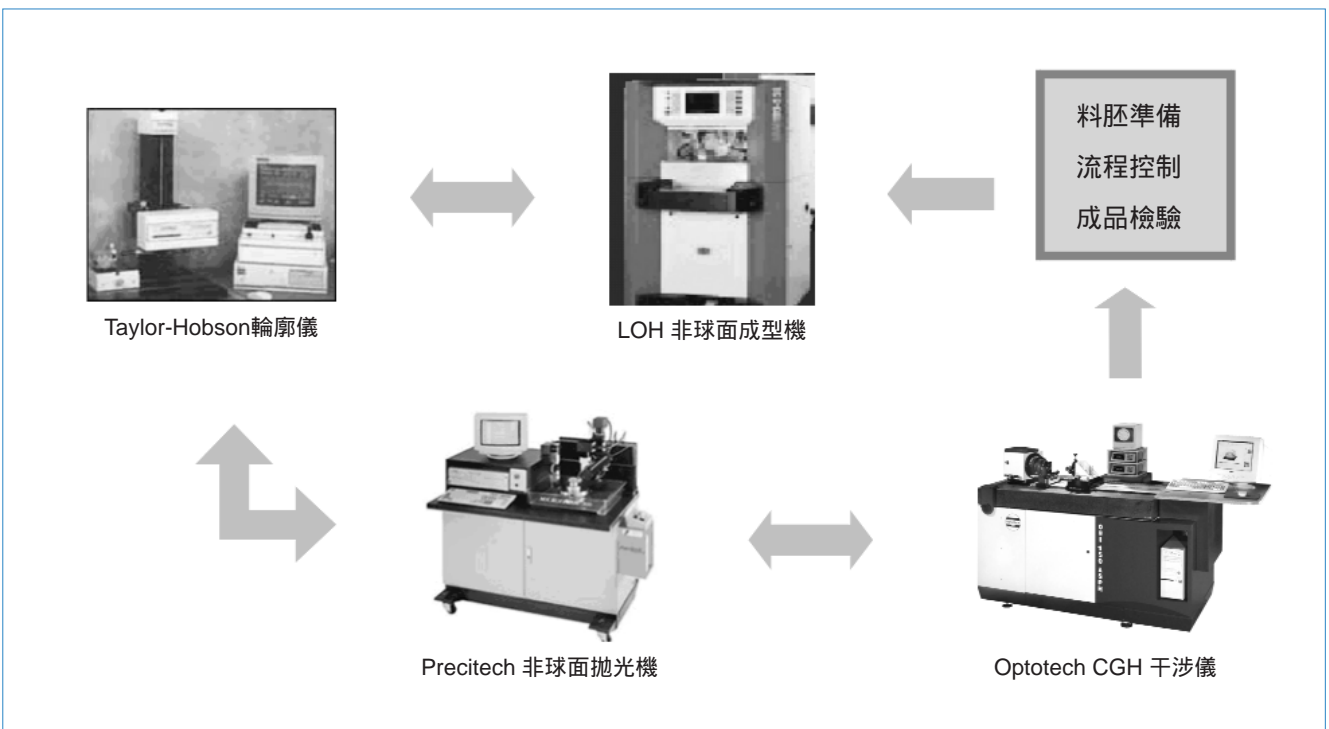 料胚準備
流程控制
成品檢驗
Taylor-Hobson輪廓儀
LOH 非球面成型機
Precitech 非球面拋光機
Optotech CGH 干涉儀